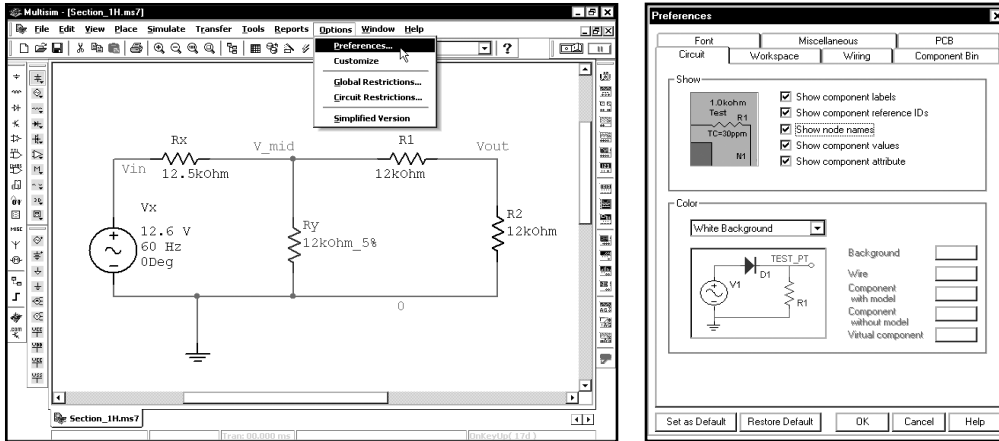 Multisim - [Section_1H.ms7]
File Edit View Place Simulate Transfer Tools Reports Options Window Help
Preferences...
Customize
Global Restrictions...
Circuit Restrictions...
Simplified Version
Vin
Rx
12.5kOhm
V_mid
R1
12kOhm
Vout
Vx
12.6 V
60 Hz
0Deg
Ry
12kOhm_5%
R2
12kOhm
0
MISC
Section_1H.ms7
Tran: 00.000 ms
OnKeyUp( 17d )
Preferences
Font Miscellaneous PCB
Circuit Workspace Wiring Component Bin
Show
1.0kohm
Test R1
TC=30ppm
N1
Show component labels
Show component reference IDs
Show node names
Show component values
Show component attribute
Color
White Background
V1
D1
TEST_PT
R1
Background
Wire
Component
with model
Component
without model
Virtual component
Set as Default Restore Default OK Cancel Help